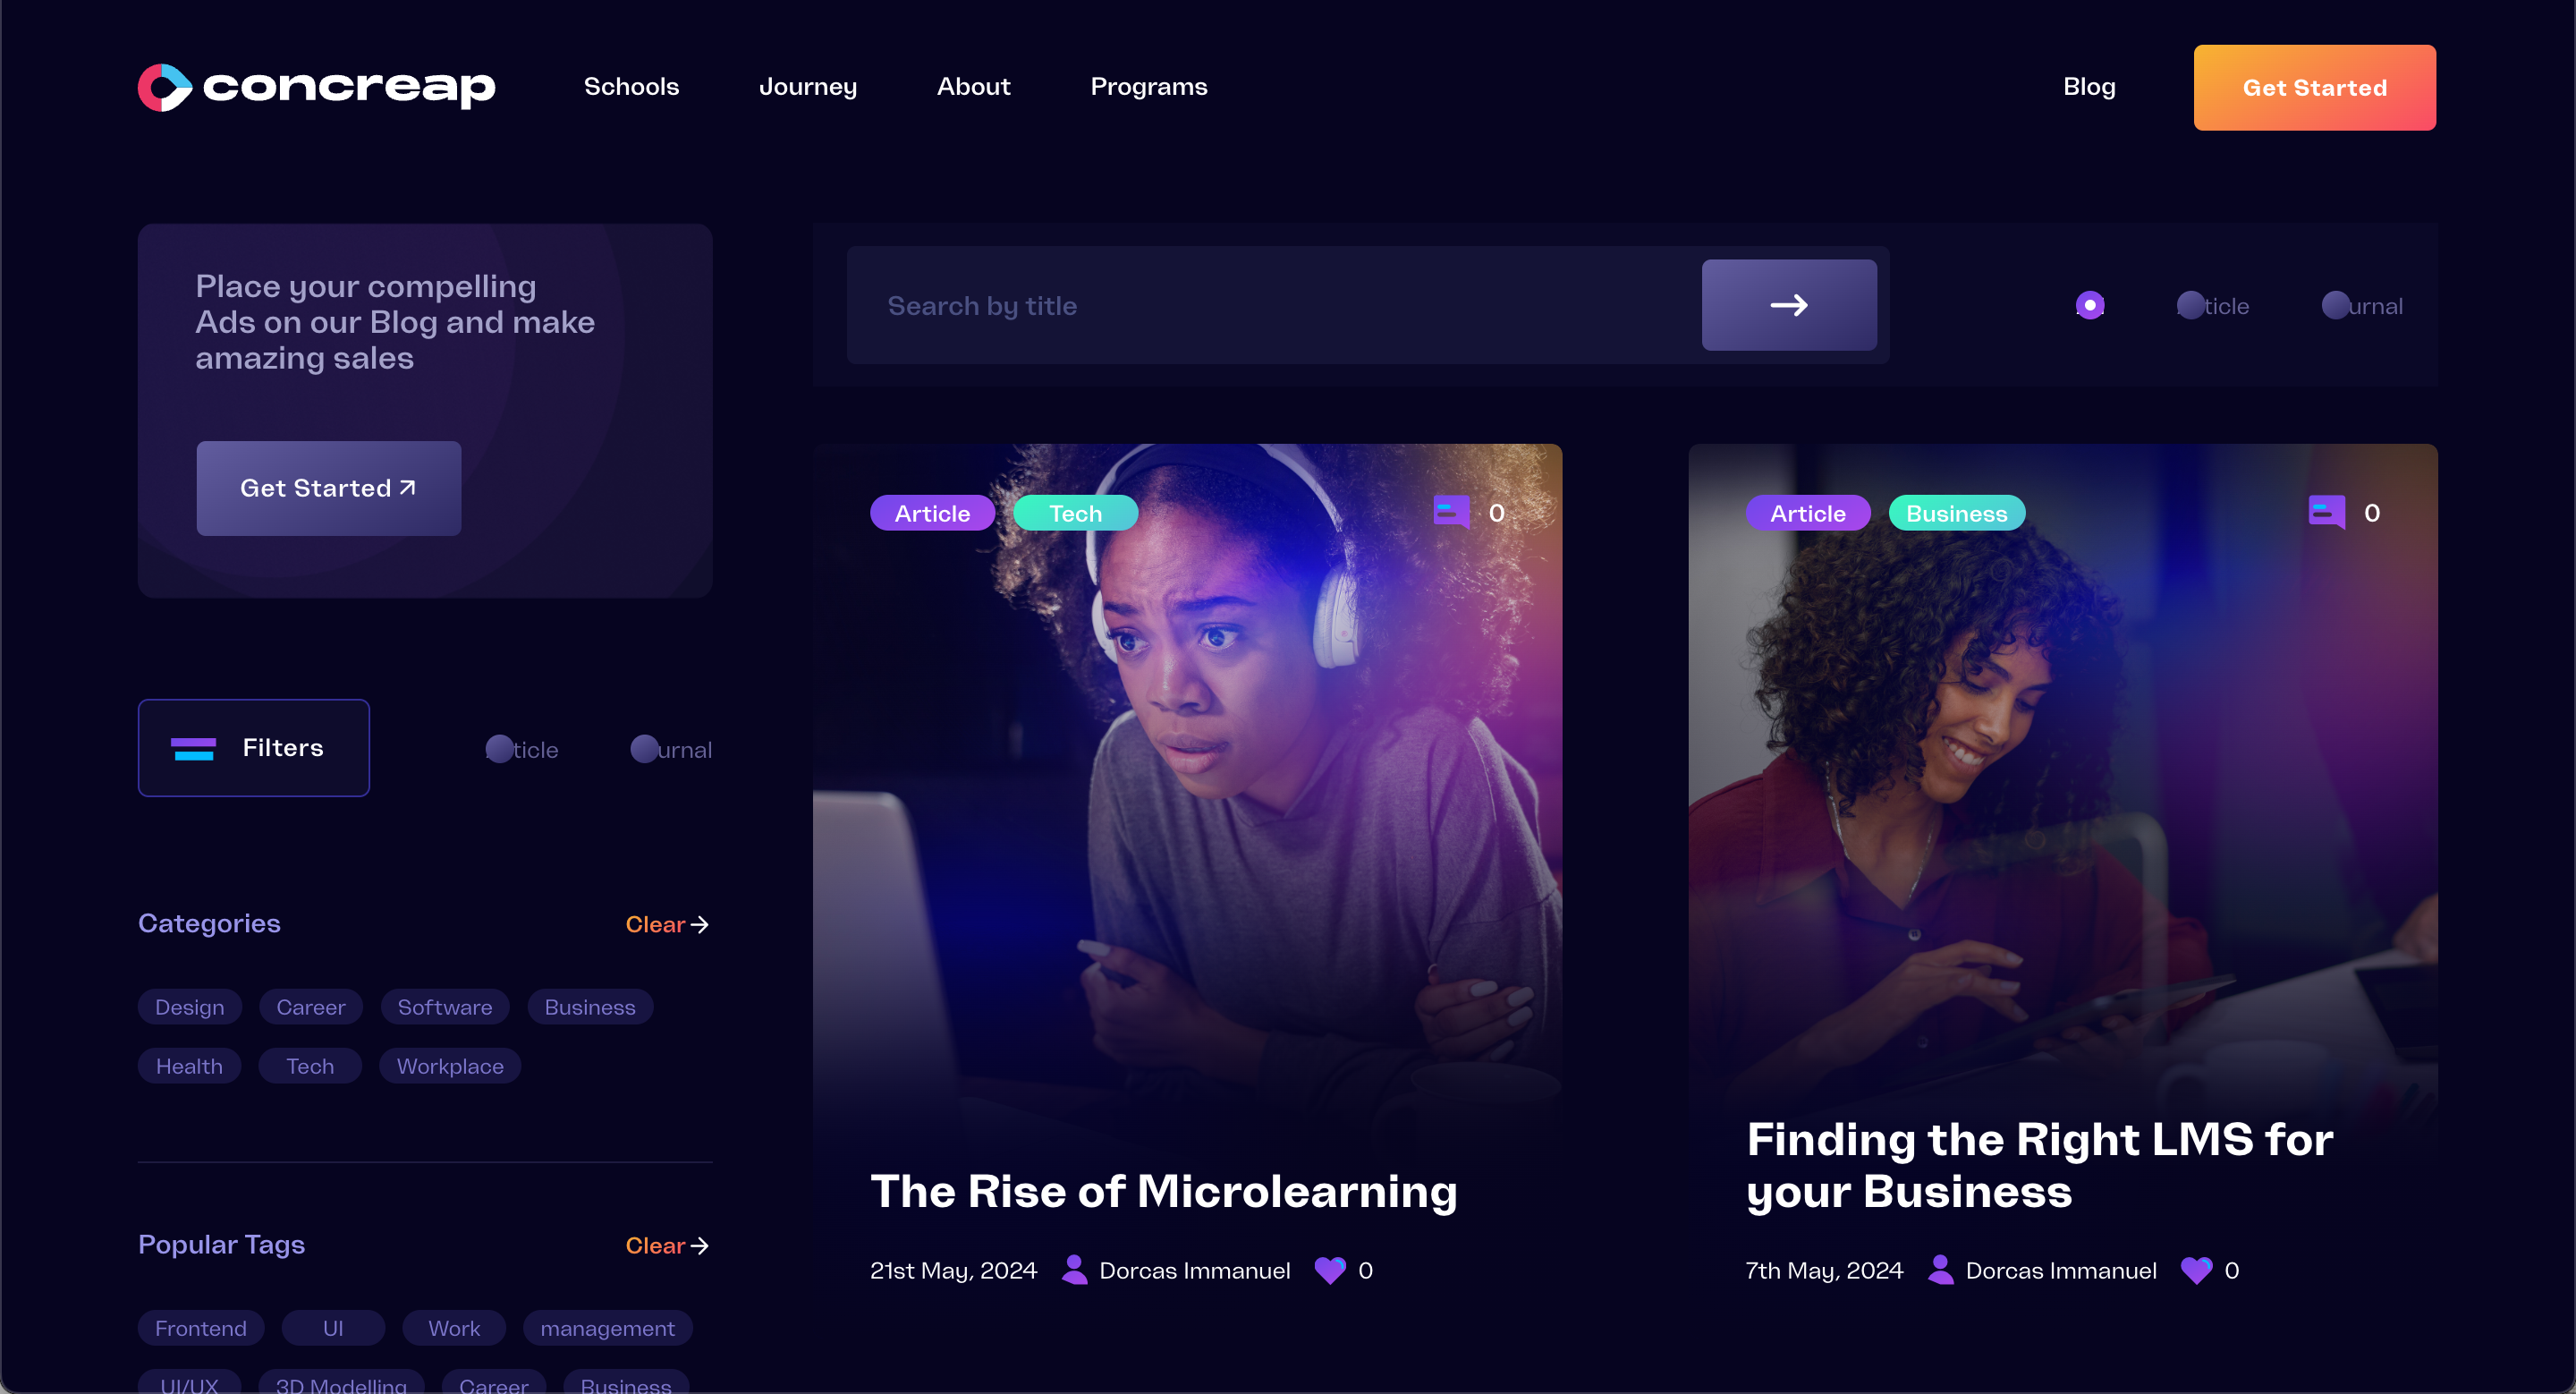 concreap
Schools Journey About Programs Blog Get Started
Place your compelling
Ads on our Blog and make
amazing sales
Get Started
Search by title
ticle urnal
Filters
ticle urnal
Categories Clear
Design Career Software Business
Health Tech Workplace
Popular Tags Clear
Frontend UI Work management
UI/UX 3D Modelling Career Business
Article Tech 0
The Rise of Microlearning
21st May, 2024 Dorcas Immanuel 0
Article Business 0
Finding the Right LMS for
your Business
7th May, 2024 Dorcas Immanuel 0